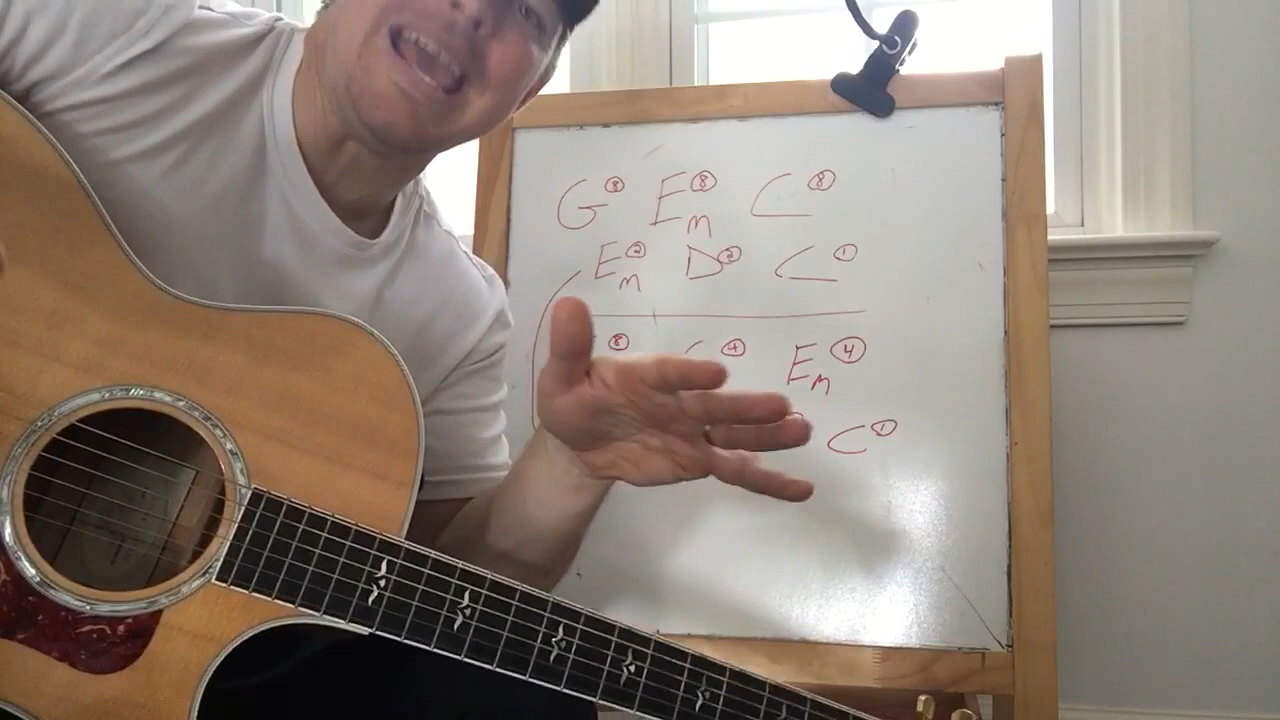 G⑧ Em⑧ C⑧
Em② D② C①
⑧ ④ Em④
C①